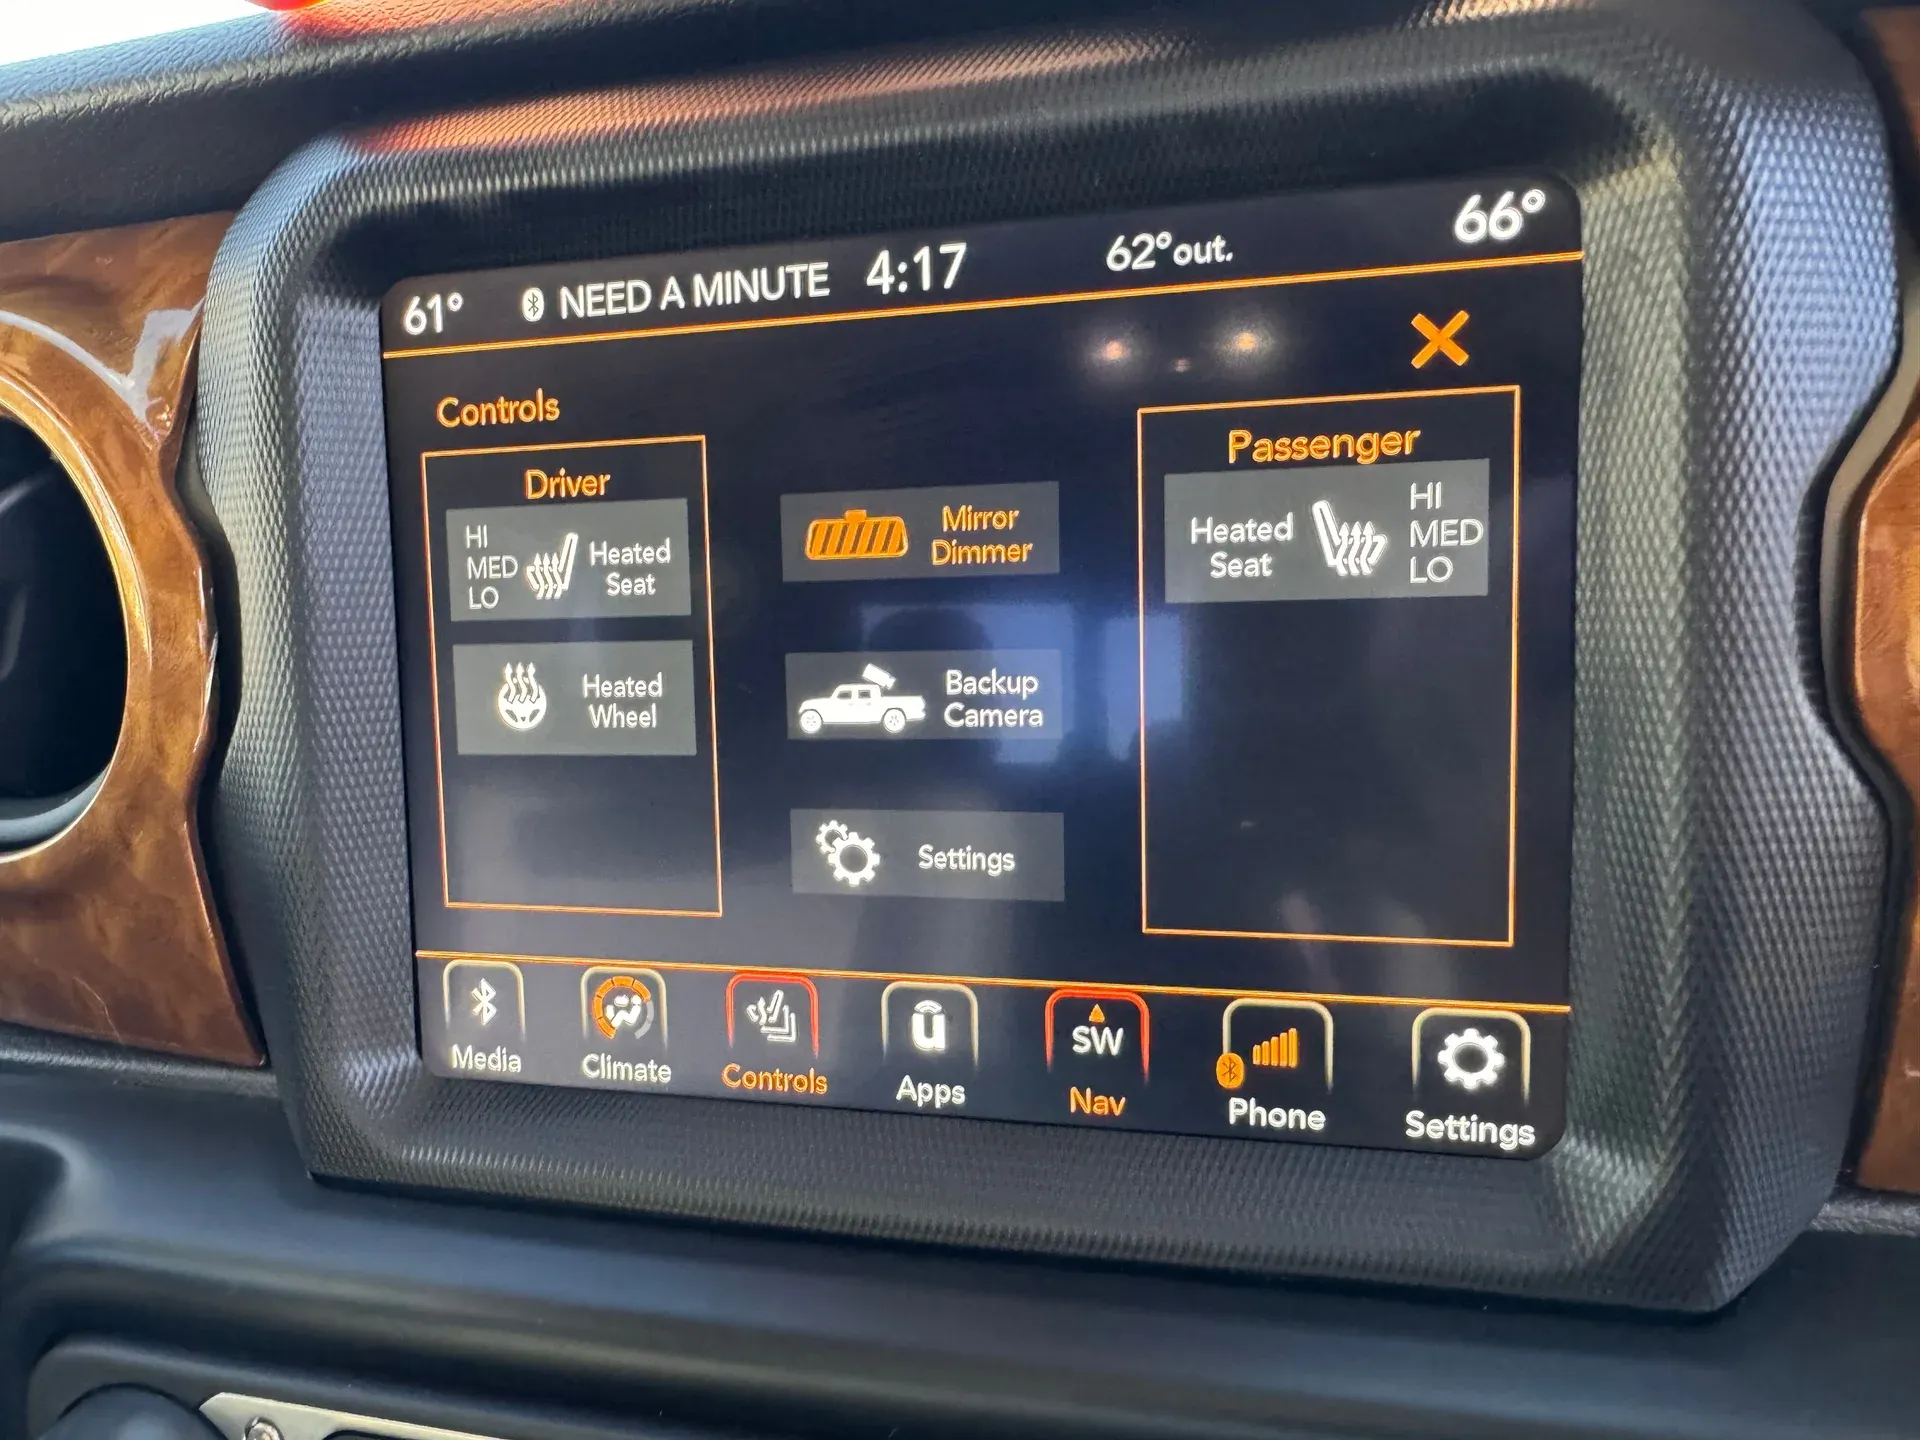 61° NEED A MINUTE 4:17 62° out. 66°
Controls
Driver
HI
MED
LO
Heated
Seat
Heated
Wheel
Mirror
Dimmer
Backup
Camera
Settings
Passenger
Heated
Seat
HI
MED
LO
Media
Climate
Controls
u
Apps
SW
Nav
Phone
Settings